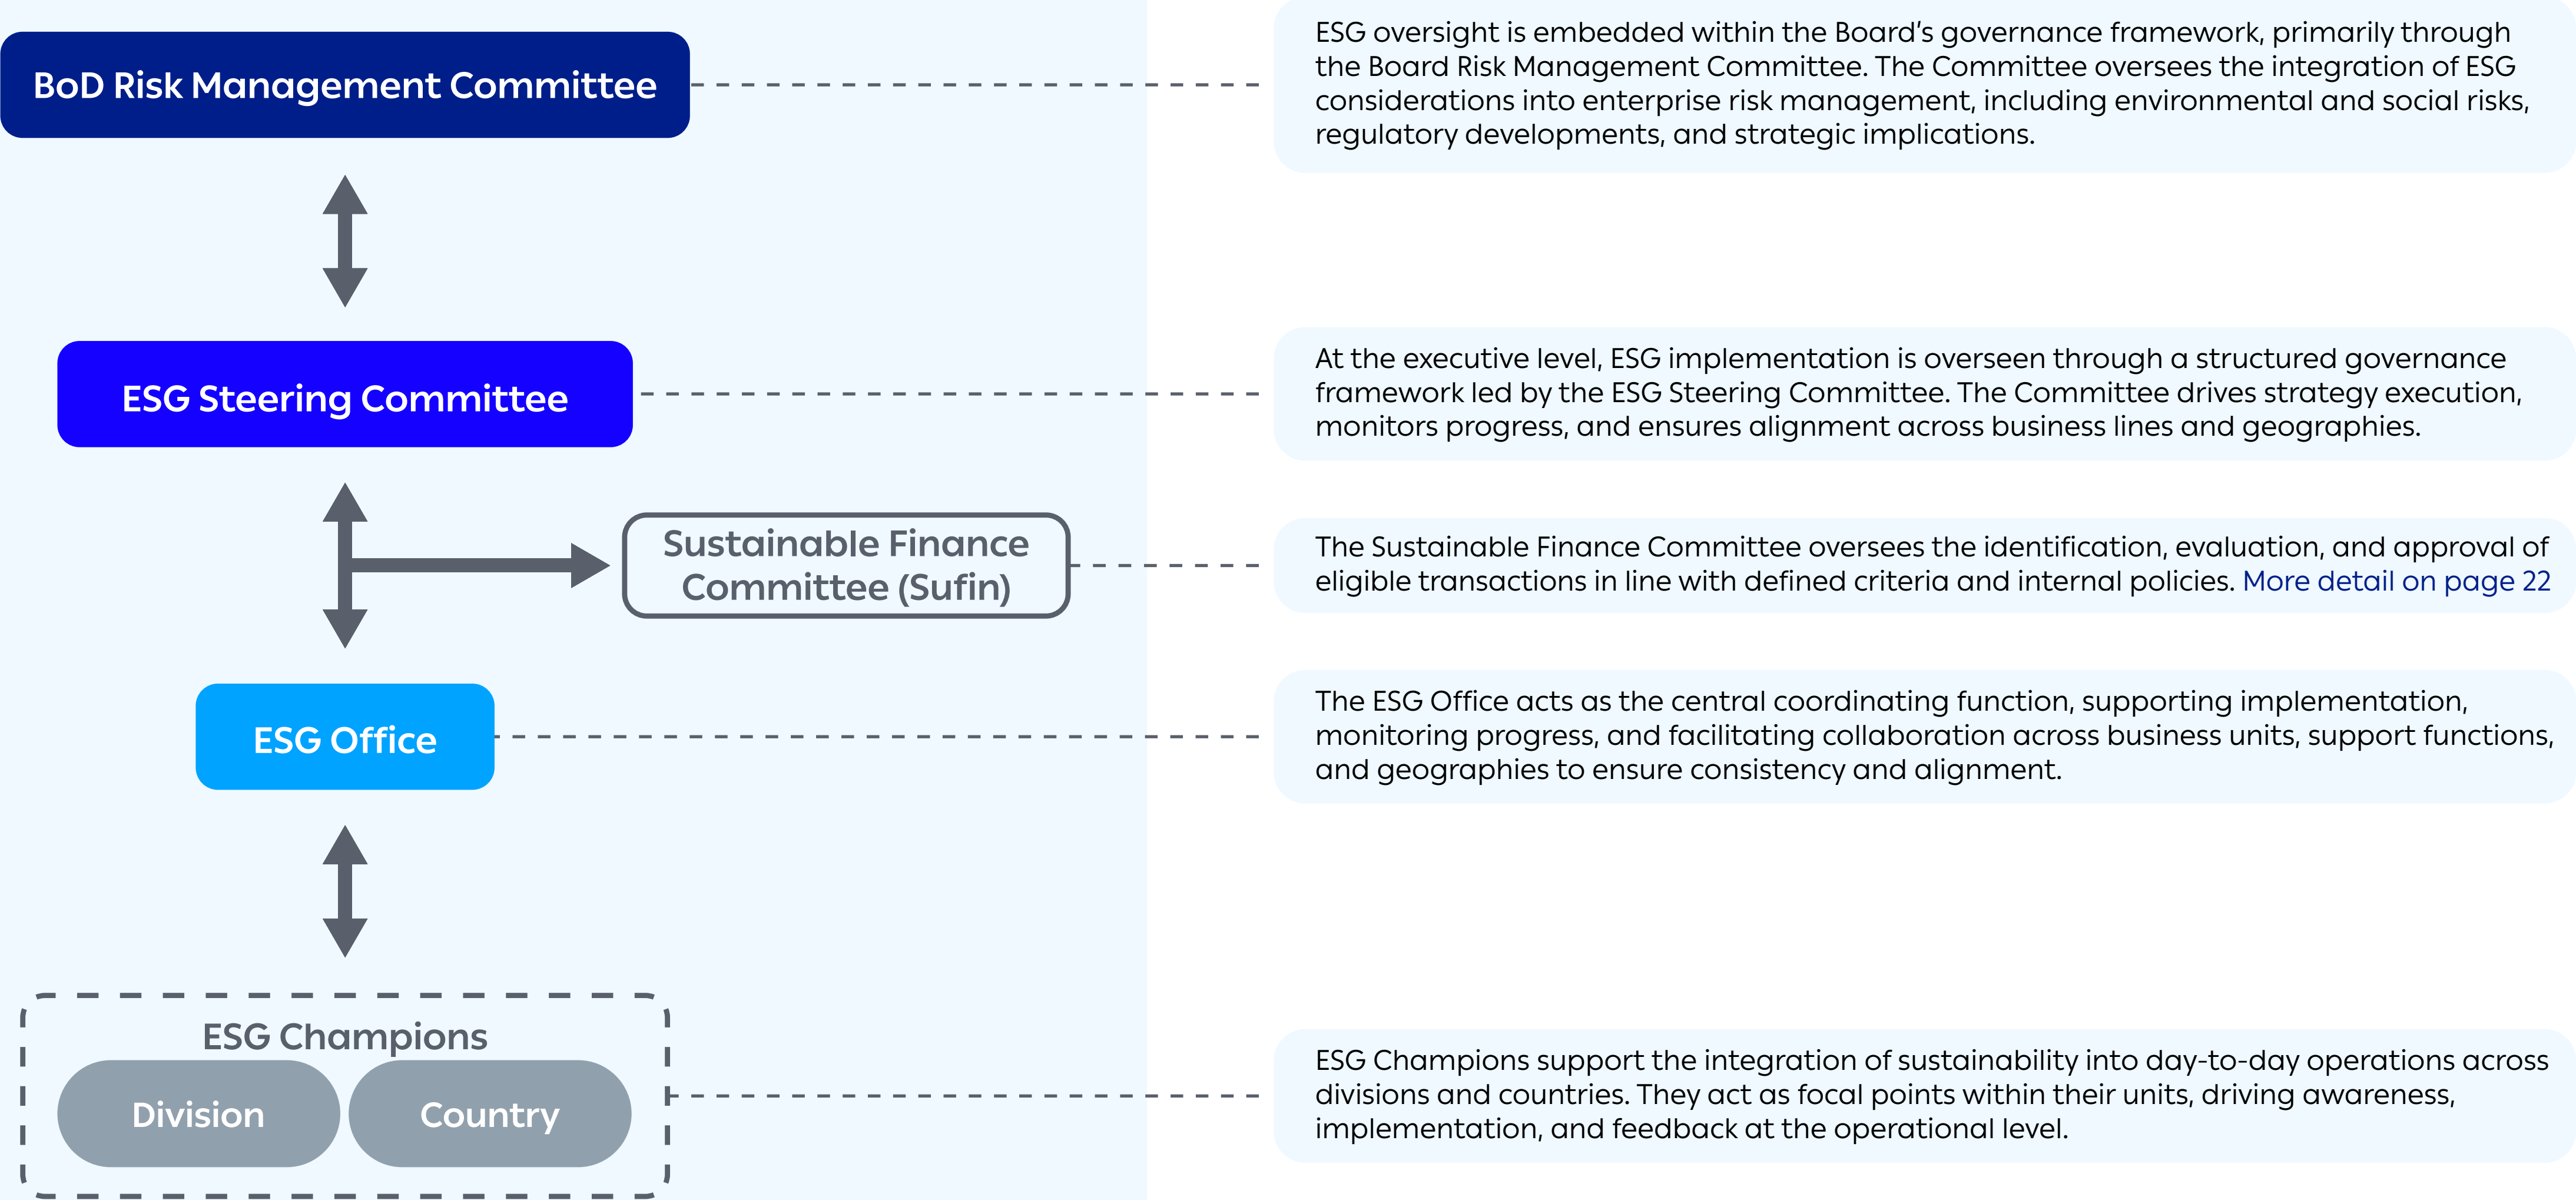 BoD Risk Management Committee
ESG oversight is embedded within the Board's governance framework, primarily through
the Board Risk Management Committee. The Committee oversees the integration of ESG
considerations into enterprise risk management, including environmental and social risks,
regulatory developments, and strategic implications.
ESG Steering Committee
At the executive level, ESG implementation is overseen through a structured governance
framework led by the ESG Steering Committee. The Committee drives strategy execution,
monitors progress, and ensures alignment across business lines and geographies.
Sustainable Finance
Committee (Sufin)
The Sustainable Finance Committee oversees the identification, evaluation, and approval of
eligible transactions in line with defined criteria and internal policies. More detail on page 22
ESG Office
The ESG Office acts as the central coordinating function, supporting implementation,
monitoring progress, and facilitating collaboration across business units, support functions,
and geographies to ensure consistency and alignment.
ESG Champions
Division
Country
ESG Champions support the integration of sustainability into day-to-day operations across
divisions and countries. They act as focal points within their units, driving awareness,
implementation, and feedback at the operational level.